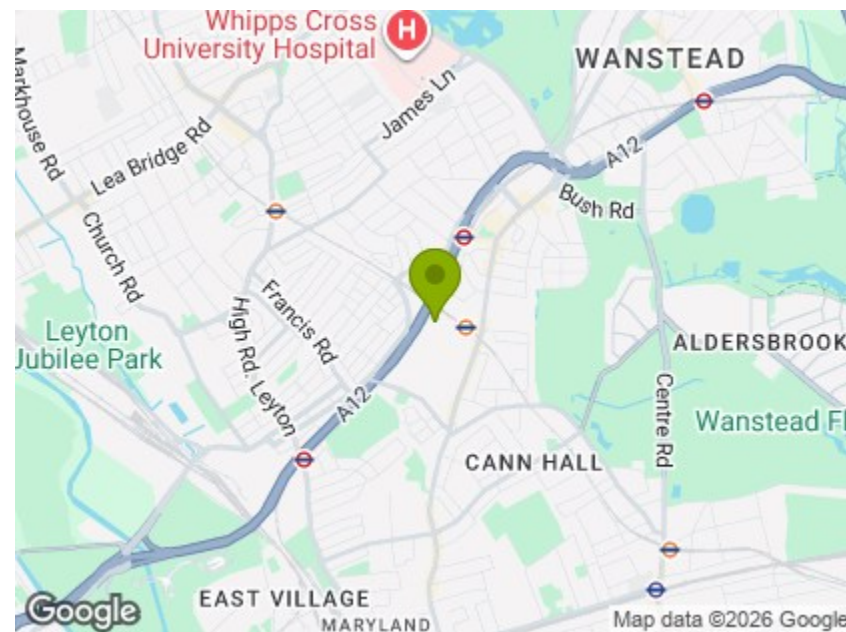 Whipps Cross
University Hospital
H
WANSTEAD
Markhouse Rd
James Ln
Lea Bridge Rd
A12
Bush Rd
Church Rd
Francis Rd
High Rd. Leyton
Leyton
Jubilee Park
ALDERSBROOK
A12
Centre Rd
Wanstead Fl
CANN HALL
EAST VILLAGE
MARYLAND
Google
Map data ©2026 Google